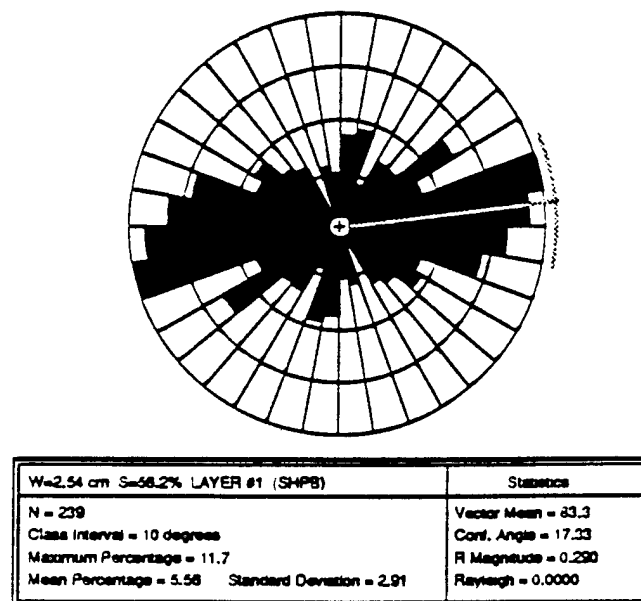 W=2.54 cm S=56.2% LAYER #1 (SHPB)
N = 239
Class Interval = 10 degrees
Maximum Percentage = 11.7
Mean Percentage = 5.56 Standard Deviation = 2.91
Statistics
Vector Mean = 83.3
Conf. Angle = 17.33
R Magnitude = 0.290
Rayleigh = 0.0000